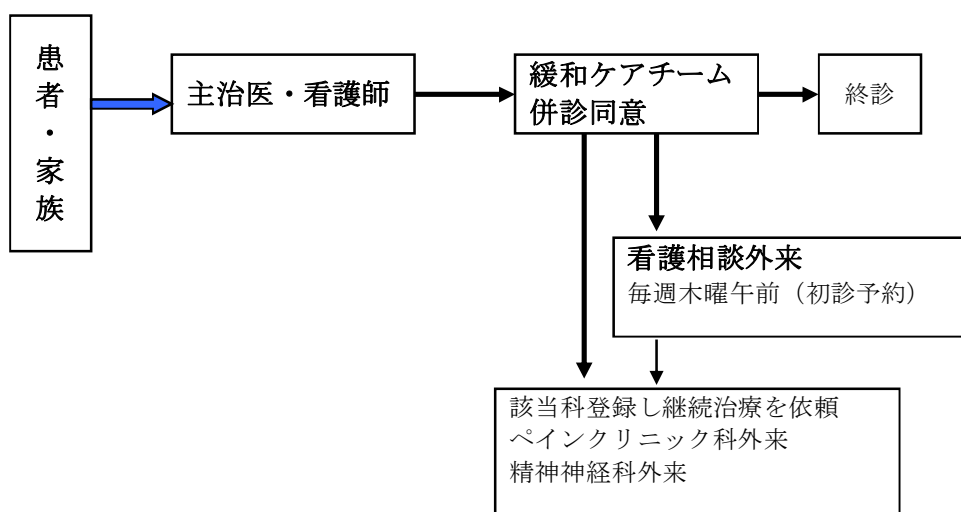 患者・家族
主治医・看護師
緩和ケアチーム
併診同意
終診
看護相談外来
毎週木曜午前（初診予約）
該当科登録し継続治療を依頼
ペインクリニック科外来
精神神経科外来